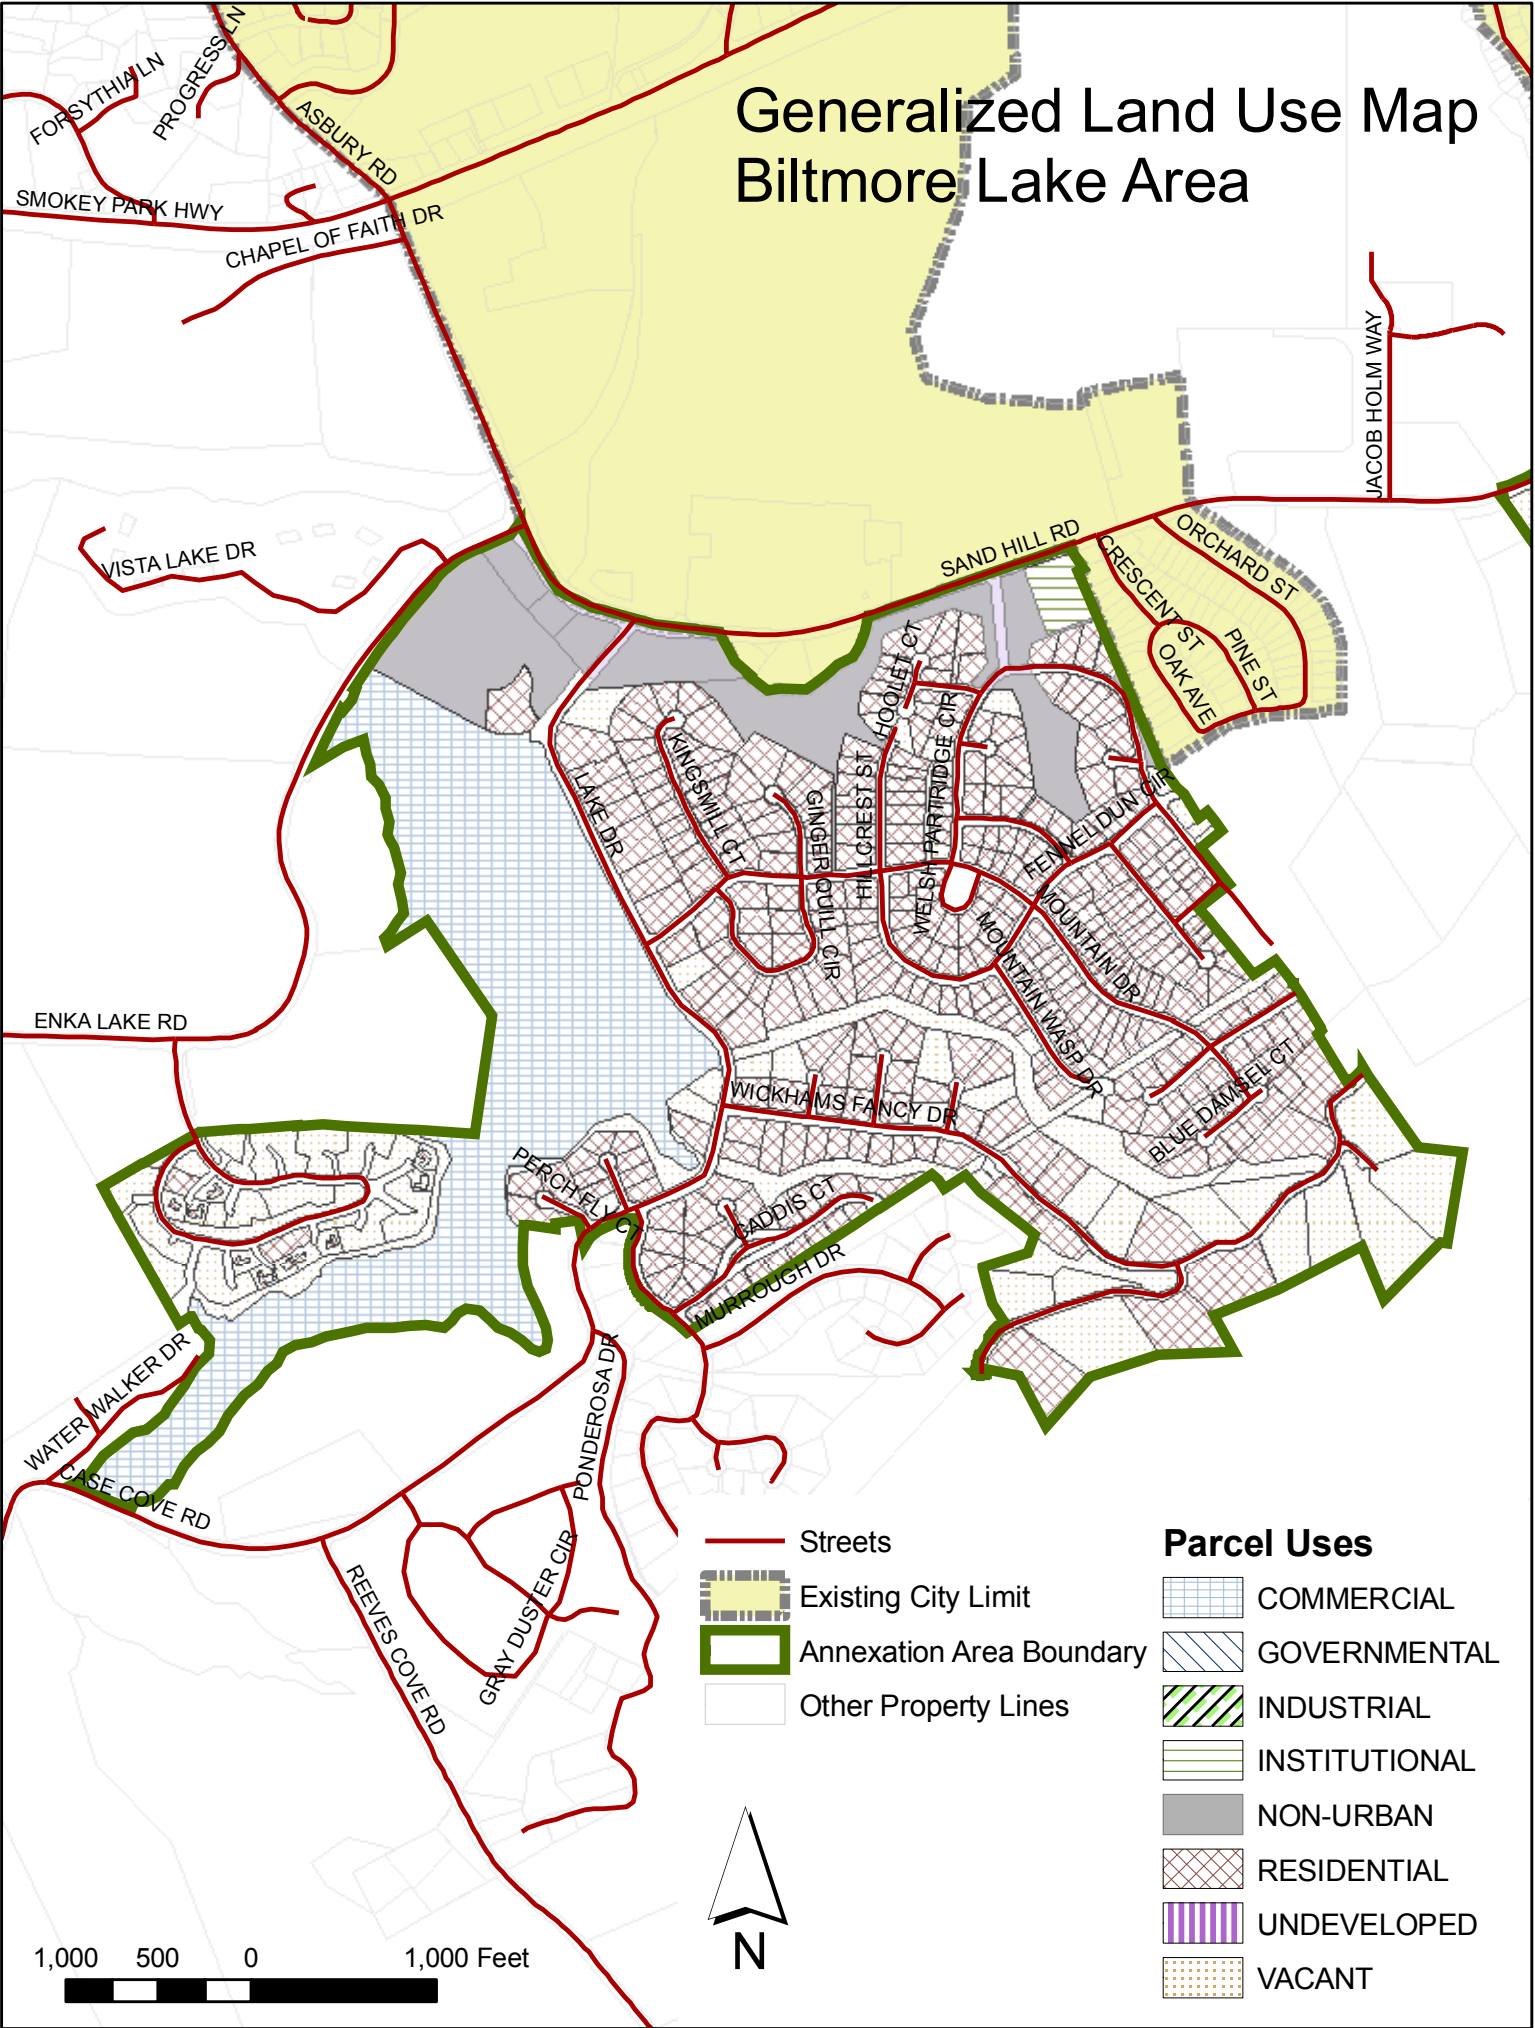 Generalized Land Use Map
Biltmore Lake Area
FORSYTHIA LN
PROGRESS LN
ASBURY RD
SMOKEY PARK HWY
CHAPEL OF FAITH DR
JACOB HOLM WAY
VISTA LAKE DR
SAND HILL RD
ORCHARD ST
CRESCENT ST
PINE ST
OAK AVE
HOOLET CT
KINGSMILL CT
LAKE DR
GINGER QUILL CIR
HILLCREST ST
WELSH PARTRIDGE CIR
FENNELDUN CIR
MOUNTAIN DR
MOUNTAIN WASP DR
ENKA LAKE RD
BLUE DAMSEL CT
WICKHAMS FANCY DR
PERCH FLY CT
CADDIS CT
MURROUGH DR
WATER WALKER DR
PONDEROSA DR
CASE COVE RD
GRAY DUSTER CIR
REEVES COVE RD
Streets
Existing City Limit
Annexation Area Boundary
Other Property Lines
Parcel Uses
COMMERCIAL
GOVERNMENTAL
INDUSTRIAL
INSTITUTIONAL
NON-URBAN
RESIDENTIAL
UNDEVELOPED
VACANT
N
1,000 500 0 1,000 Feet